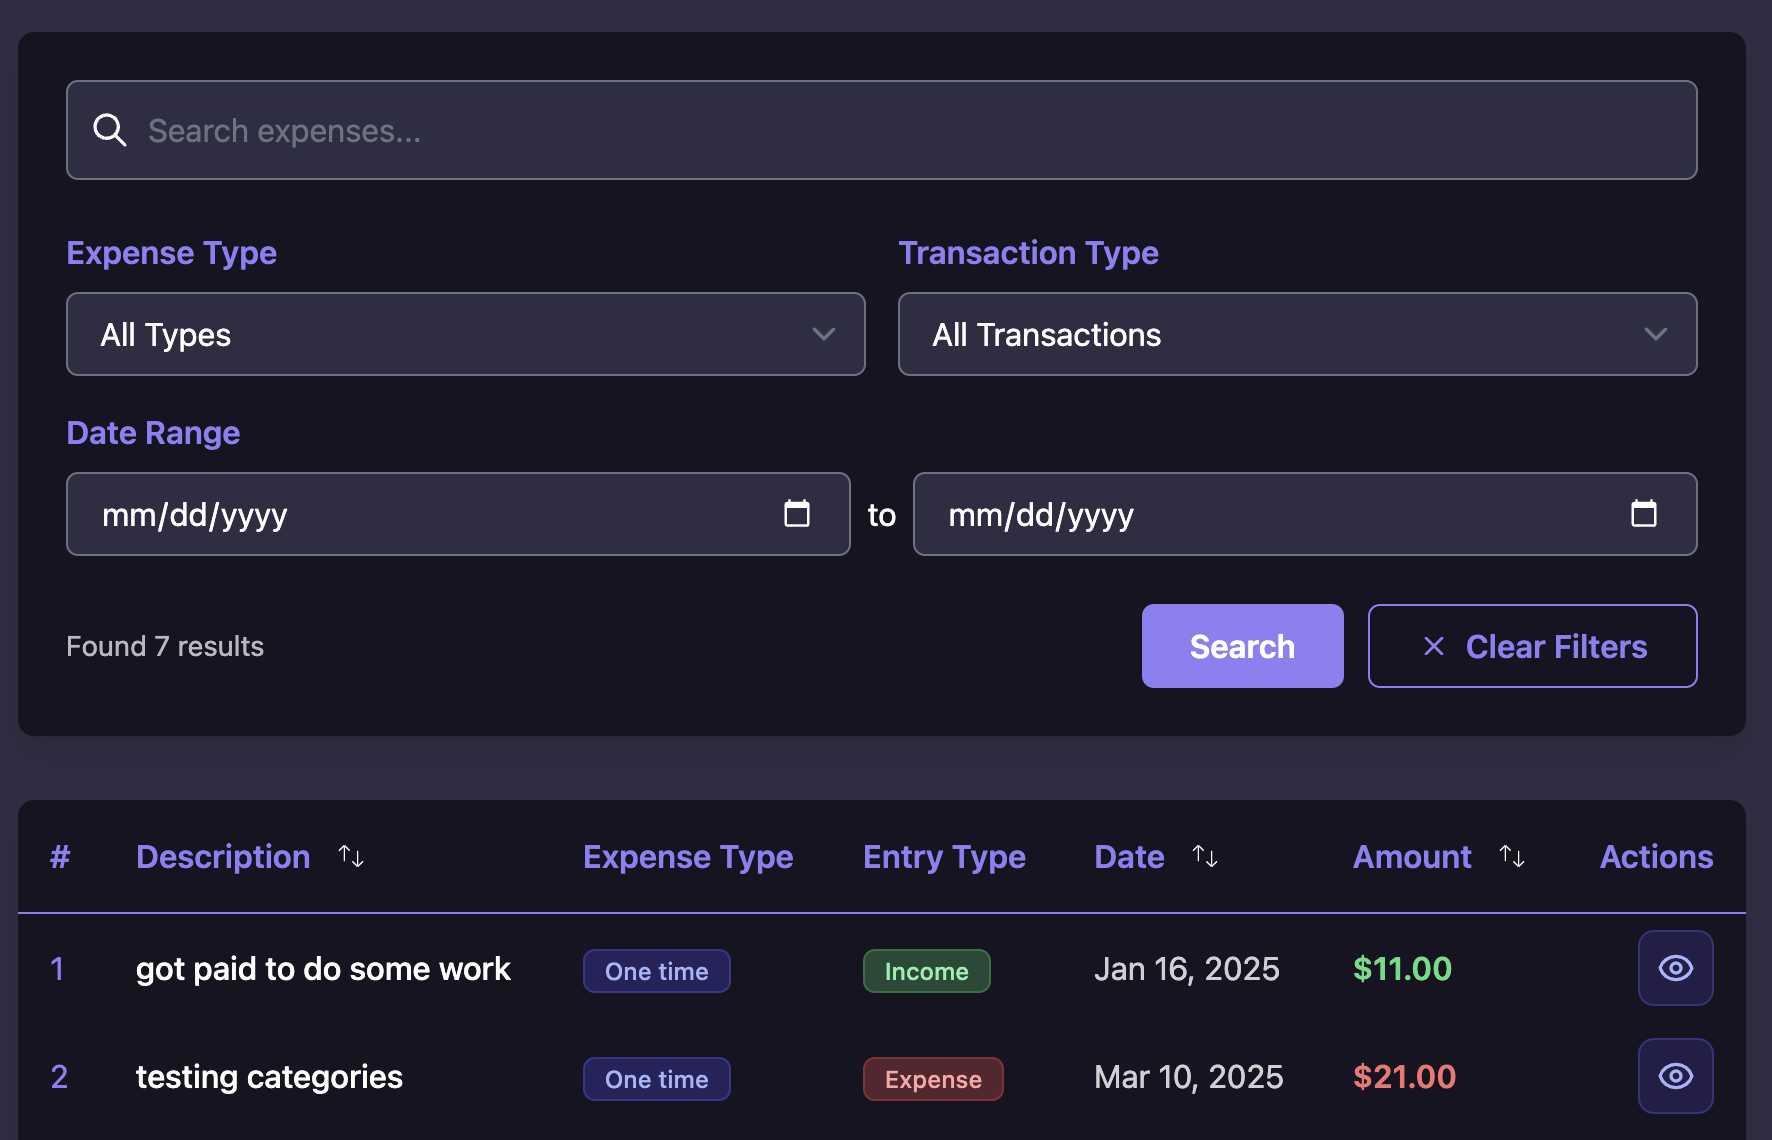 Search expenses...
Expense Type Transaction Type
All Types All Transactions
Date Range
mm/dd/yyyy to mm/dd/yyyy
Found 7 results Search Clear Filters
# Description Expense Type Entry Type Date Amount Actions
1 got paid to do some work One time Income Jan 16, 2025 $11.00
2 testing categories One time Expense Mar 10, 2025 $21.00